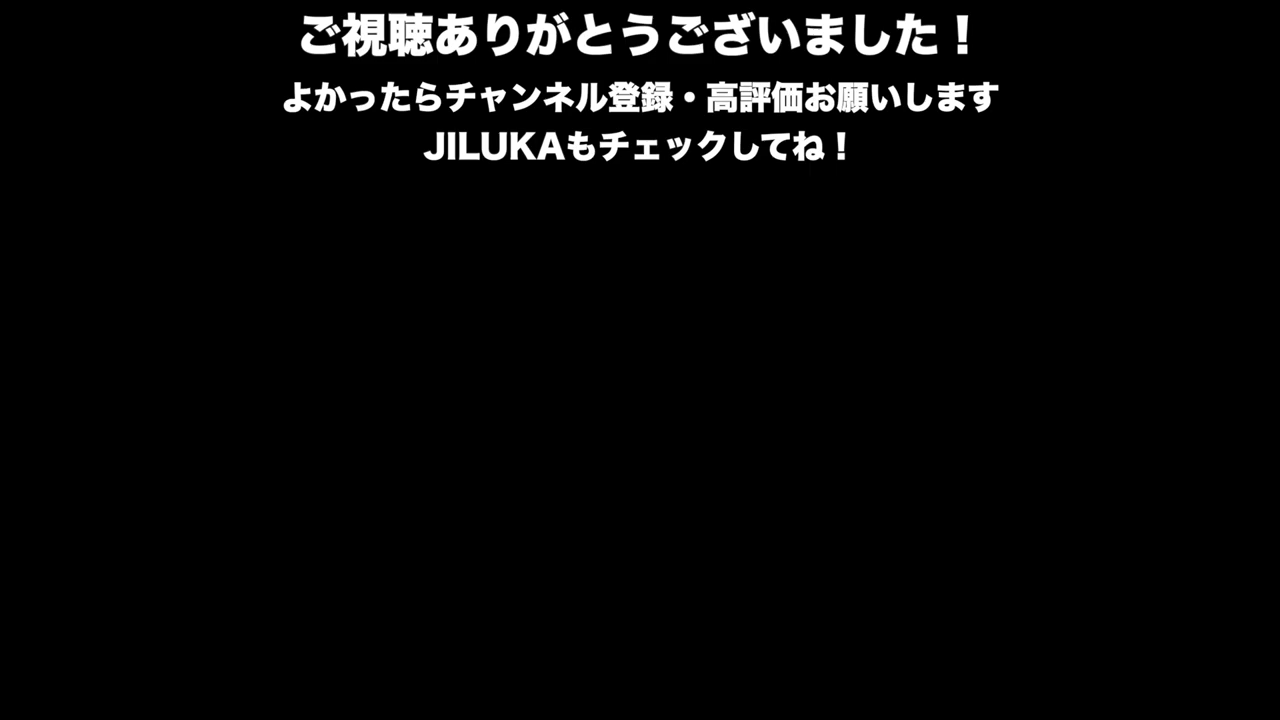 ご視聴ありがとうございました！
よかったらチャンネル登録・高評価お願いします
JILUKAもチェックしてね！